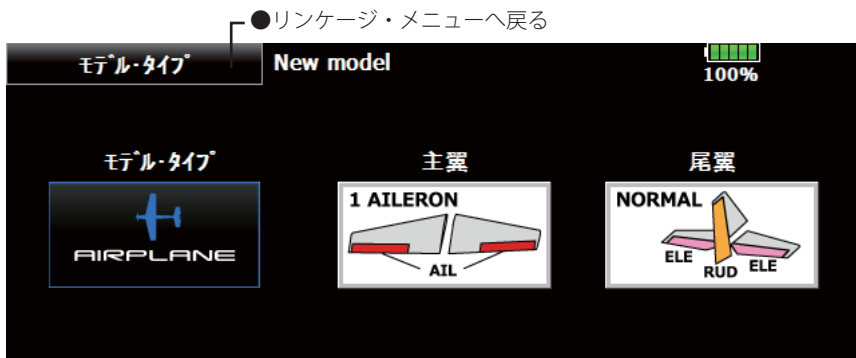 ●リンケージ・メニューへ戻る
ﾓﾃﾞﾙ･ﾀｲﾌﾟ New model
100%
ﾓﾃﾞﾙ･ﾀｲﾌﾟ 主翼 尾翼
AIRPLANE
1 AILERON
AIL
NORMAL
ELE RUD ELE